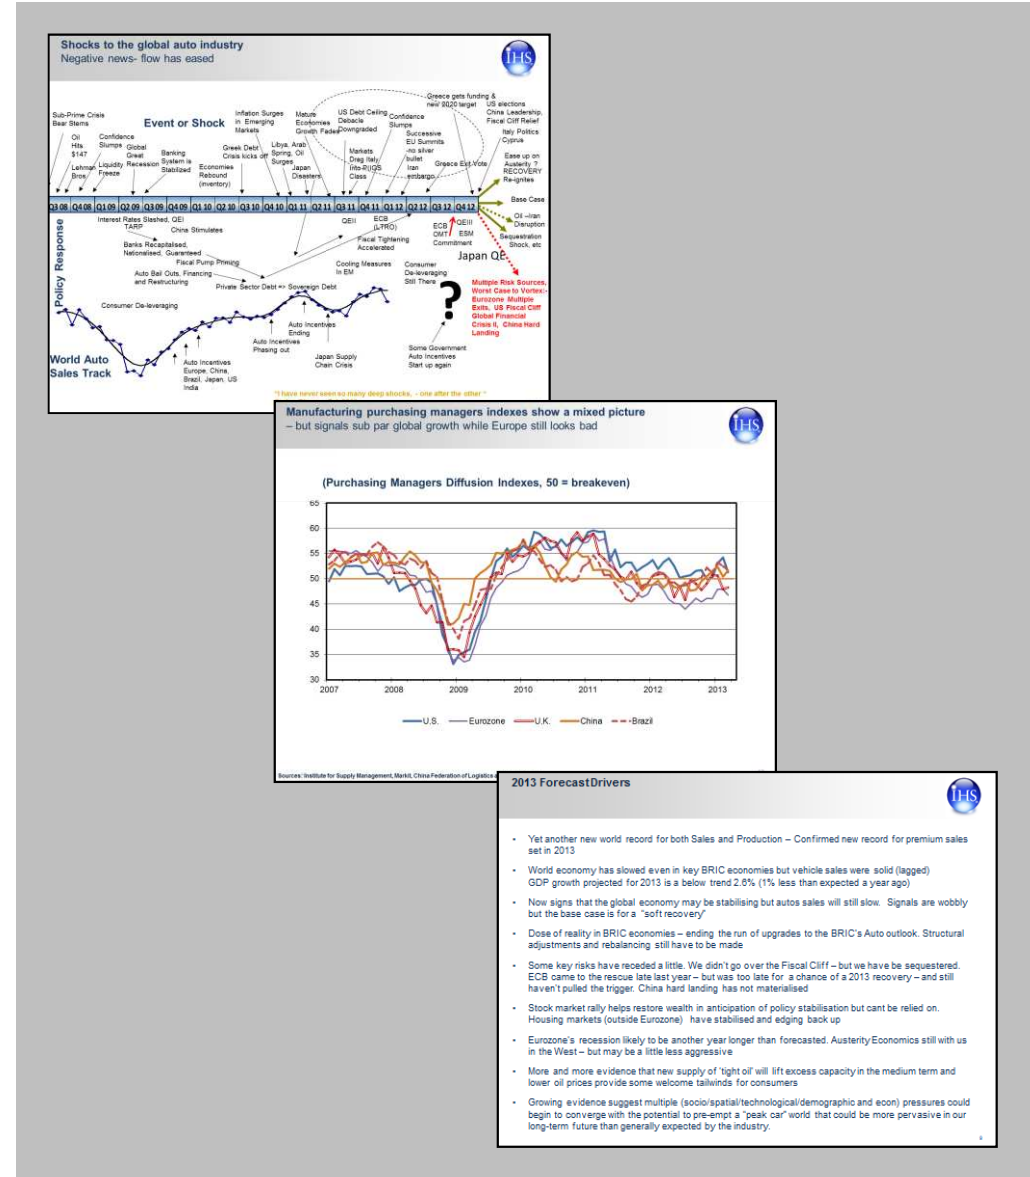 Shocks to the global auto industry
Negative news- flow has eased
IHS
Event or Shock
Sub-Prime Crisis
Bear Stems
Oil
Hits
$147
Lehman
Bros
Confidence
Slumps
Liquidity
Freeze
Global
Great
Recession
Banking
System is
Stabilized
Economies
Rebound
(inventory)
Greek Debt
Crisis kicks off
Inflation Surges
in Emerging
Markets
Libya, Arab
Spring, Oil
Surges
Japan
Disasters
Mature
Economies
Growth Fades
US Debt Ceiling
Debacle
Downgraded
Markets
Drag Italy
Into PIIGS
Class
Confidence
Slumps
Successive
EU Summits
-no silver
bullet
Iran
embargo
Greece gets funding &
new 2020 target
Greece Exit Vote
US elections
China Leadership,
Fiscal Cliff Relief
Italy Politics
Cyprus
Ease up on
Austerity ?
RECOVERY
Re-ignites
Base Case
Oil –Iran
Disruption
Sequestration
Shock, etc
Q3 08 Q4 08 Q1 09 Q2 09 Q3 09 Q4 09 Q1 10 Q2 10 Q3 10 Q4 10 Q1 11 Q2 11 Q3 11 Q4 11 Q1 12 Q2 12 Q3 12 Q4 12
Policy Response
Interest Rates Slashed, QEI
TARP
China Stimulates
Banks Recapitalised,
Nationalised, Guaranteed
Fiscal Pump Priming
Auto Bail Outs, Financing
and Restructuring
Private Sector Debt => Sovereign Debt
QEII
ECB
(LTRO)
Fiscal Tightening
Accelerated
Cooling Measures
In EM
ECB
OMT
Commitment
QEIII
ESM
Japan QE
Consumer
De-leveraging
Still There
?
Multiple Risk Sources,
Worst Case to Vortex:-
Eurozone Multiple
Exits, US Fiscal Cliff
Global Financial
Crisis II, China Hard
Landing
Consumer De-leveraging
World Auto
Sales Track
Auto Incentives
Europe, China,
Brazil, Japan, US
India
Auto Incentives
Phasing out
Auto Incentives
Ending
Japan Supply
Chain Crisis
Some Government
Auto Incentives
Start up again
"I have never seen so many deep shocks, - one after the other "
Manufacturing purchasing managers indexes show a mixed picture
– but signals sub par global growth while Europe still looks bad
IHS
(Purchasing Managers Diffusion Indexes, 50 = breakeven)
65
60
55
50
45
40
35
30
2007 2008 2009 2010 2011 2012 2013
U.S. Eurozone U.K. China Brazil
Sources: Institute for Supply Management, Markit, China Federation of Logistics
2013 ForecastDrivers
IHS
• Yet another new world record for both Sales and Production – Confirmed new record for premium sales
set in 2013
• World economy has slowed even in key BRIC economies but vehicle sales were solid (lagged)
GDP growth projected for 2013 is a below trend 2.6% (1% less than expected a year ago)
• Now signs that the global economy may be stabilising but autos sales will still slow. Signals are wobbly
but the base case is for a "soft recovery"
• Dose of reality in BRIC economies – ending the run of upgrades to the BRIC's Auto outlook. Structural
adjustments and rebalancing still have to be made
• Some key risks have receded a little. We didn't go over the Fiscal Cliff – but we have be sequestered.
ECB came to the rescue late last year – but was too late for a chance of a 2013 recovery – and still
haven't pulled the trigger. China hard landing has not materialised
• Stock market rally helps restore wealth in anticipation of policy stabilisation but cant be relied on.
Housing markets (outside Eurozone) have stabilised and edging back up
• Eurozone's recession likely to be another year longer than forecasted. Austerity Economics still with us
in the West – but may be a little less aggressive
• More and more evidence that new supply of 'tight oil' will lift excess capacity in the medium term and
lower oil prices provide some welcome tailwinds for consumers
• Growing evidence suggest multiple (socio/spatial/technological/demographic and econ) pressures could
begin to converge with the potential to pre-empt a "peak car" world that could be more pervasive in our
long-term future than generally expected by the industry.